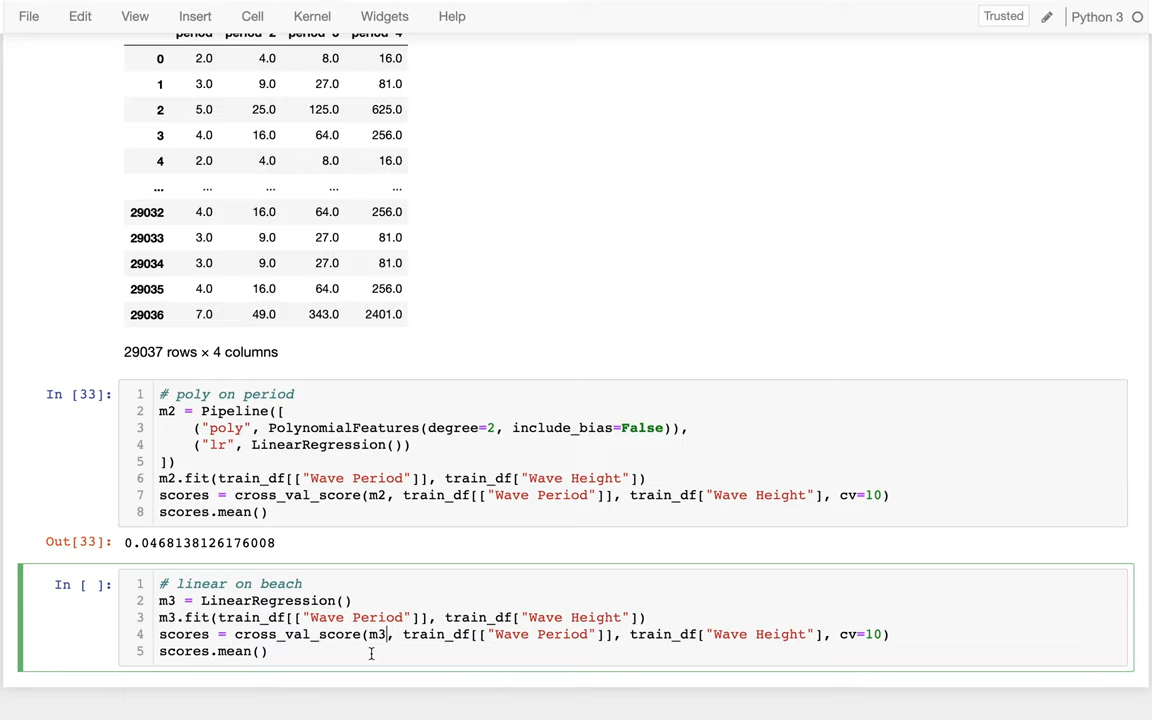 File Edit View Insert Cell Kernel Widgets Help Trusted Python 3
period period^2 period^3 period^4
0 2.0 4.0 8.0 16.0
1 3.0 9.0 27.0 81.0
2 5.0 25.0 125.0 625.0
3 4.0 16.0 64.0 256.0
4 2.0 4.0 8.0 16.0
... ... ... ... ...
29032 4.0 16.0 64.0 256.0
29033 3.0 9.0 27.0 81.0
29034 3.0 9.0 27.0 81.0
29035 4.0 16.0 64.0 256.0
29036 7.0 49.0 343.0 2401.0
29037 rows × 4 columns
In [33]: 1 # poly on period
2 m2 = Pipeline([
3 ("poly", PolynomialFeatures(degree=2, include_bias=False)),
4 ("lr", LinearRegression())
5 ])
6 m2.fit(train_df[["Wave Period"]], train_df["Wave Height"])
7 scores = cross_val_score(m2, train_df[["Wave Period"]], train_df["Wave Height"], cv=10)
8 scores.mean()
Out[33]: 0.0468138126176008
In [ ]: 1 # linear on beach
2 m3 = LinearRegression()
3 m3.fit(train_df[["Wave Period"]], train_df["Wave Height"])
4 scores = cross_val_score(m3, train_df[["Wave Period"]], train_df["Wave Height"], cv=10)
5 scores.mean()